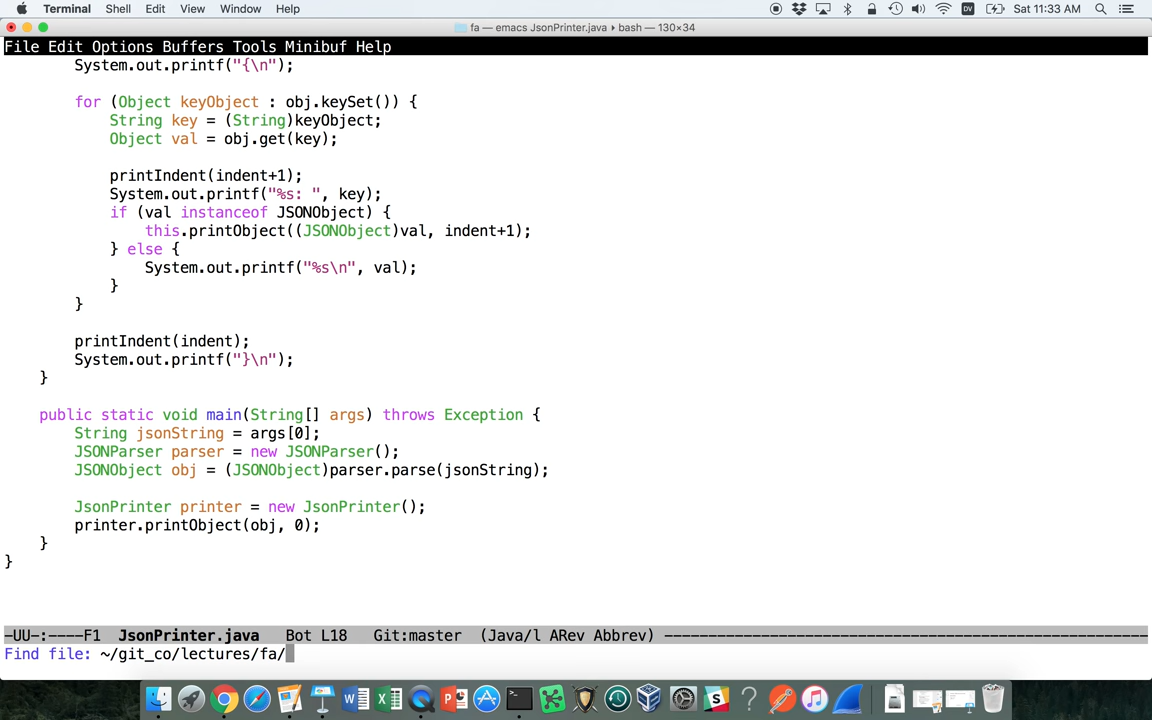 Terminal Shell Edit View Window Help DV Sat 11:33 AM
fa — emacs JsonPrinter.java ▸ bash — 130×34
File Edit Options Buffers Tools Minibuf Help
System.out.printf("{\n");
for (Object keyObject : obj.keySet()) {
String key = (String)keyObject;
Object val = obj.get(key);
printIndent(indent+1);
System.out.printf("%s: ", key);
if (val instanceof JSONObject) {
this.printObject((JSONObject)val, indent+1);
} else {
System.out.printf("%s\n", val);
}
}
printIndent(indent);
System.out.printf("}\n");
}
public static void main(String[] args) throws Exception {
String jsonString = args[0];
JSONParser parser = new JSONParser();
JSONObject obj = (JSONObject)parser.parse(jsonString);
JsonPrinter printer = new JsonPrinter();
printer.printObject(obj, 0);
}
}
-UU-:----F1 JsonPrinter.java Bot L18 Git:master (Java/l ARev Abbrev) ----------------------------------------------------------------
Find file: ~/git_co/lectures/fa/